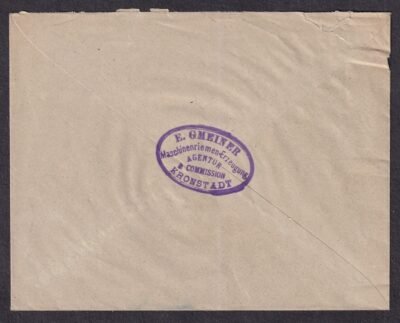 E. GMEINER
Maschinenriemen-Erzeugung
AGENTUR
& COMMISSION
KRONSTADT